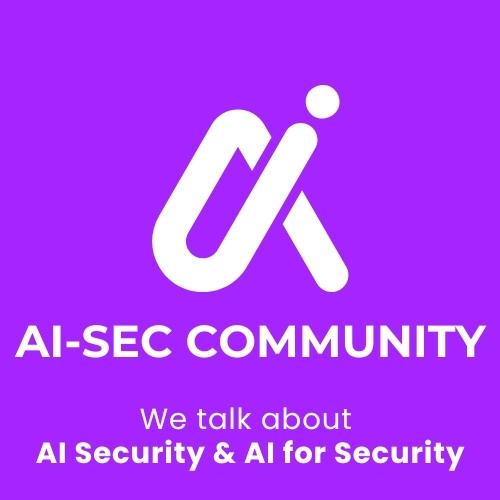 AI-SEC COMMUNITY
We talk about
AI Security & AI for Security